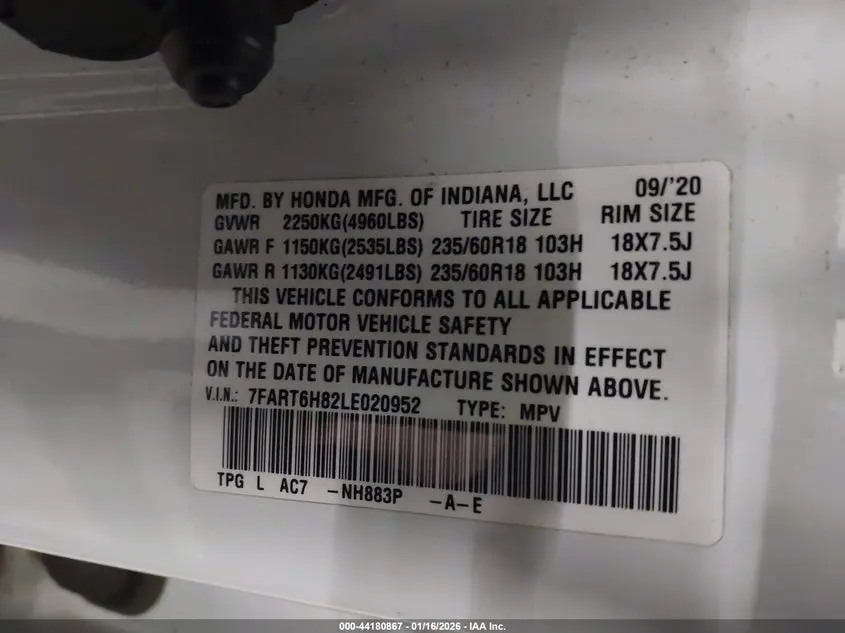 MFD. BY HONDA MFG. OF INDIANA, LLC 09/'20
GVWR 2250KG(4960LBS) TIRE SIZE RIM SIZE
GAWR F 1150KG(2535LBS) 235/60R18 103H 18X7.5J
GAWR R 1130KG(2491LBS) 235/60R18 103H 18X7.5J
THIS VEHICLE CONFORMS TO ALL APPLICABLE
FEDERAL MOTOR VEHICLE SAFETY
AND THEFT PREVENTION STANDARDS IN EFFECT
ON THE DATE OF MANUFACTURE SHOWN ABOVE.
V.I.N.: 7FART6H82LE020952 TYPE: MPV
TPG L AC7 -NH883P -A-E
000-44180867 - 01/16/2026 - IAA Inc.